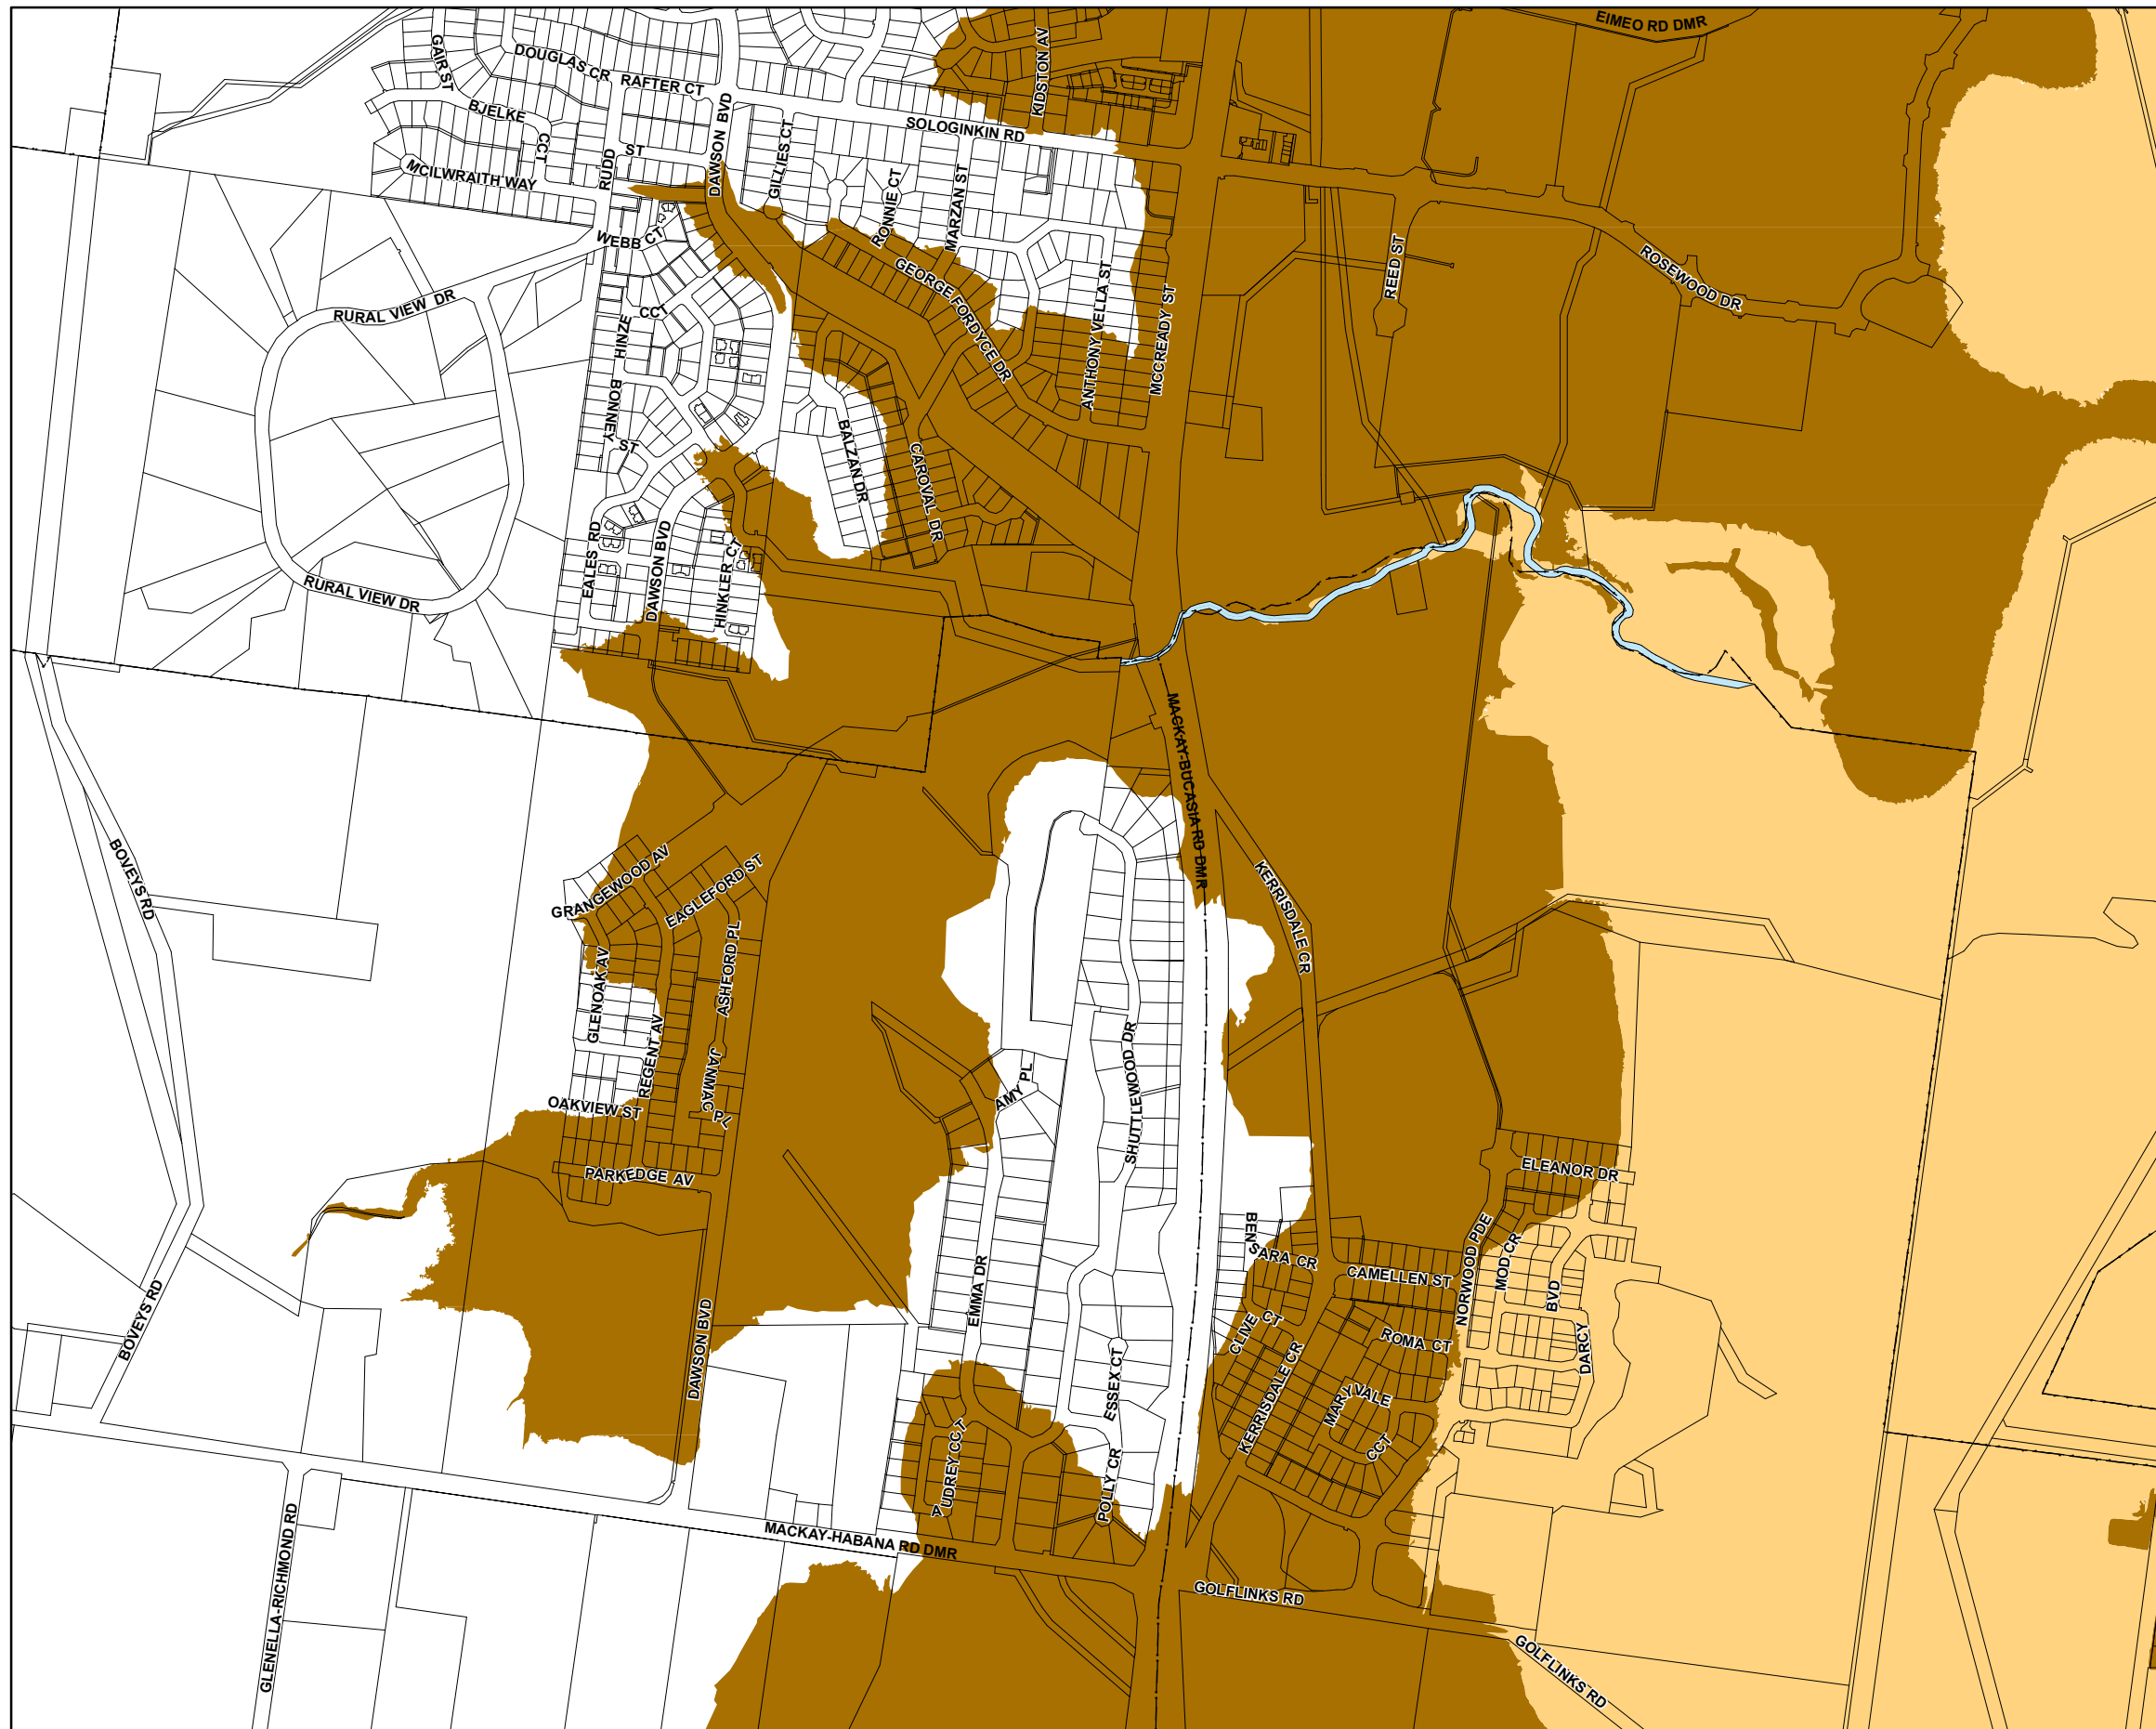 EIMEO RD DMR
GAIR ST
DOUGLAS CR
RAFTER CT
KIDSTON AV
BJELKE
CCT
DAWSON BVD
SOLOGINKIN RD
RUDD
ST
GILLIES CT
MCILWRAITH WAY
RONNIE CT
MARZAN ST
WEBB CT
REED ST
ROSEWOOD DR
GEORGE FORDYCE DR
ANTHONY VELLA ST
MCCREADY ST
RURAL VIEW DR
HINZE
CCT
BONNEY
ST
BALZAN DR
CAROVAL DR
EALES RD
DAWSON BVD
HINKLER CT
RURAL VIEW DR
MACKAY-BUCASIA RD DMR
BOVEYS RD
GRANGEWOOD AV
EAGLEFORD ST
KERRISDALE CR
GLENOAK AV
ASHFORD PL
REGENT AV
JANMAC
PL
AMY PL
SHUTTLEWOOD DR
OAKVIEW ST
PARKEDGE AV
ELEANOR DR
BEN
SARA CR
NORWOOD PDE
MOD CR
CAMELLEN ST
BVD
BOVEYS RD
EMMA DR
DAWSON BVD
CLIVE CT
ROMA CT
DARCY
ESSEX CT
KERRISDALE CR
MARYVALE
CCT
AUDREY CCT
POLLY CR
GLENELLA-RICHMOND RD
MACKAY-HABANA RD DMR
GOLFLINKS RD
GOLFLINKS RD